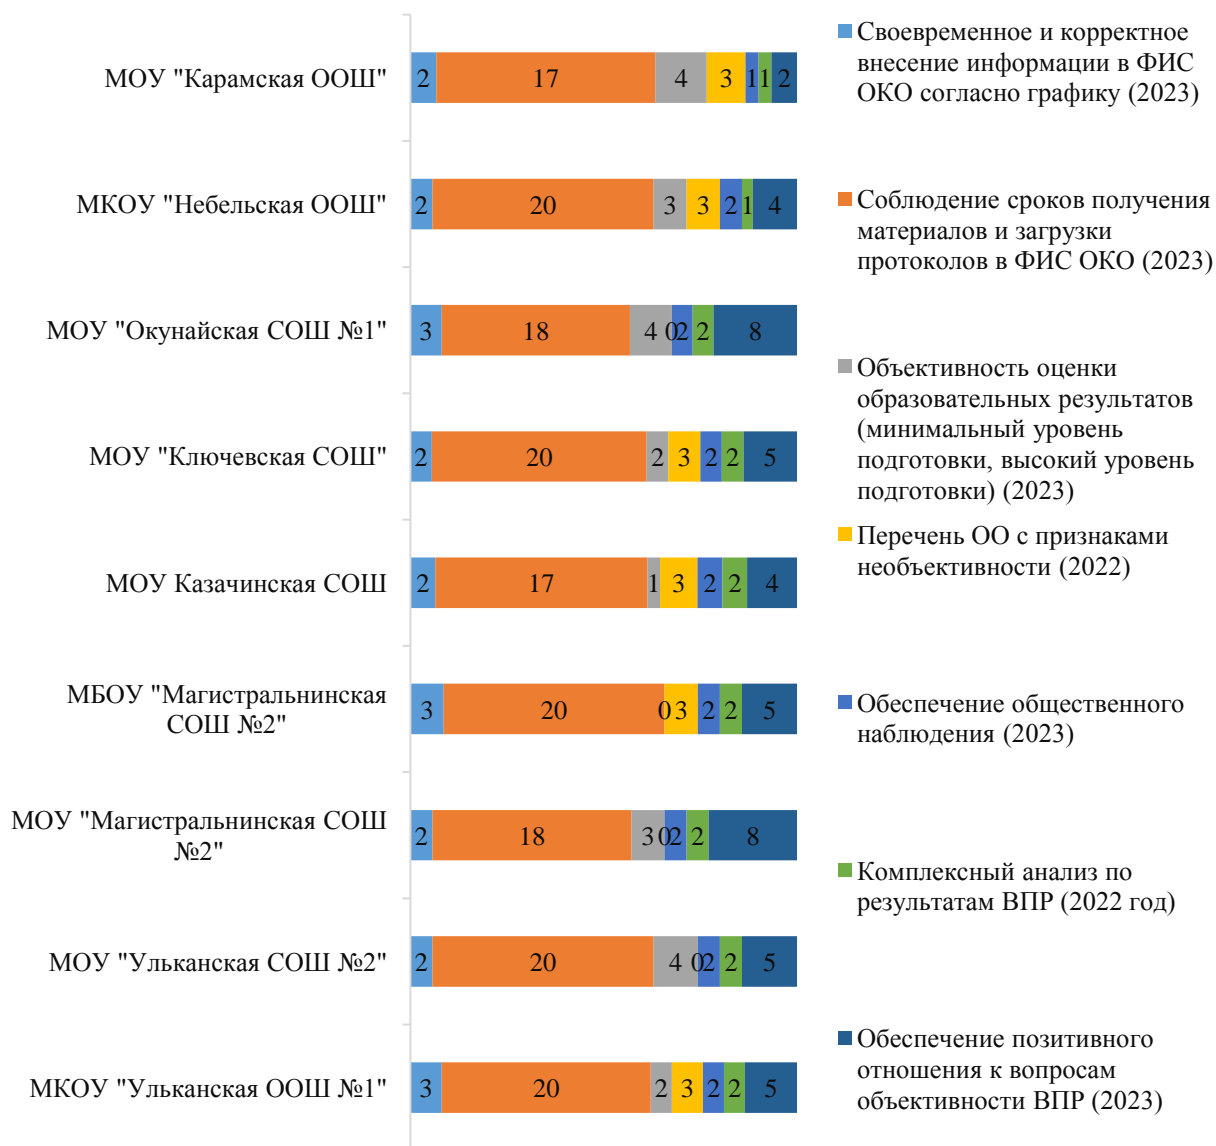 МОУ "Карамская ООШ"
2 17 4 3 1 1 2
МКОУ "Небельская ООШ"
2 20 3 3 2 1 4
МОУ "Окунайская СОШ №1"
3 18 4 0 2 2 8
МОУ "Ключевская СОШ"
2 20 2 3 2 2 5
МОУ Казачинская СОШ
2 17 1 3 2 2 4
МБОУ "Магистральнинская
СОШ №2"
3 20 0 3 2 2 5
МОУ "Магистральнинская СОШ
№2"
2 18 3 0 2 2 8
МОУ "Ульканская СОШ №2"
2 20 4 0 2 2 5
МКОУ "Ульканская ООШ №1"
3 20 2 3 2 2 5
Своевременное и корректное
внесение информации в ФИС
ОКО согласно графику (2023)
Соблюдение сроков получения
материалов и загрузки
протоколов в ФИС ОКО (2023)
Объективность оценки
образовательных результатов
(минимальный уровень
подготовки, высокий уровень
подготовки) (2023)
Перечень ОО с признаками
необъективности (2022)
Обеспечение общественного
наблюдения (2023)
Комплексный анализ по
результатам ВПР (2022 год)
Обеспечение позитивного
отношения к вопросам
объективности ВПР (2023)